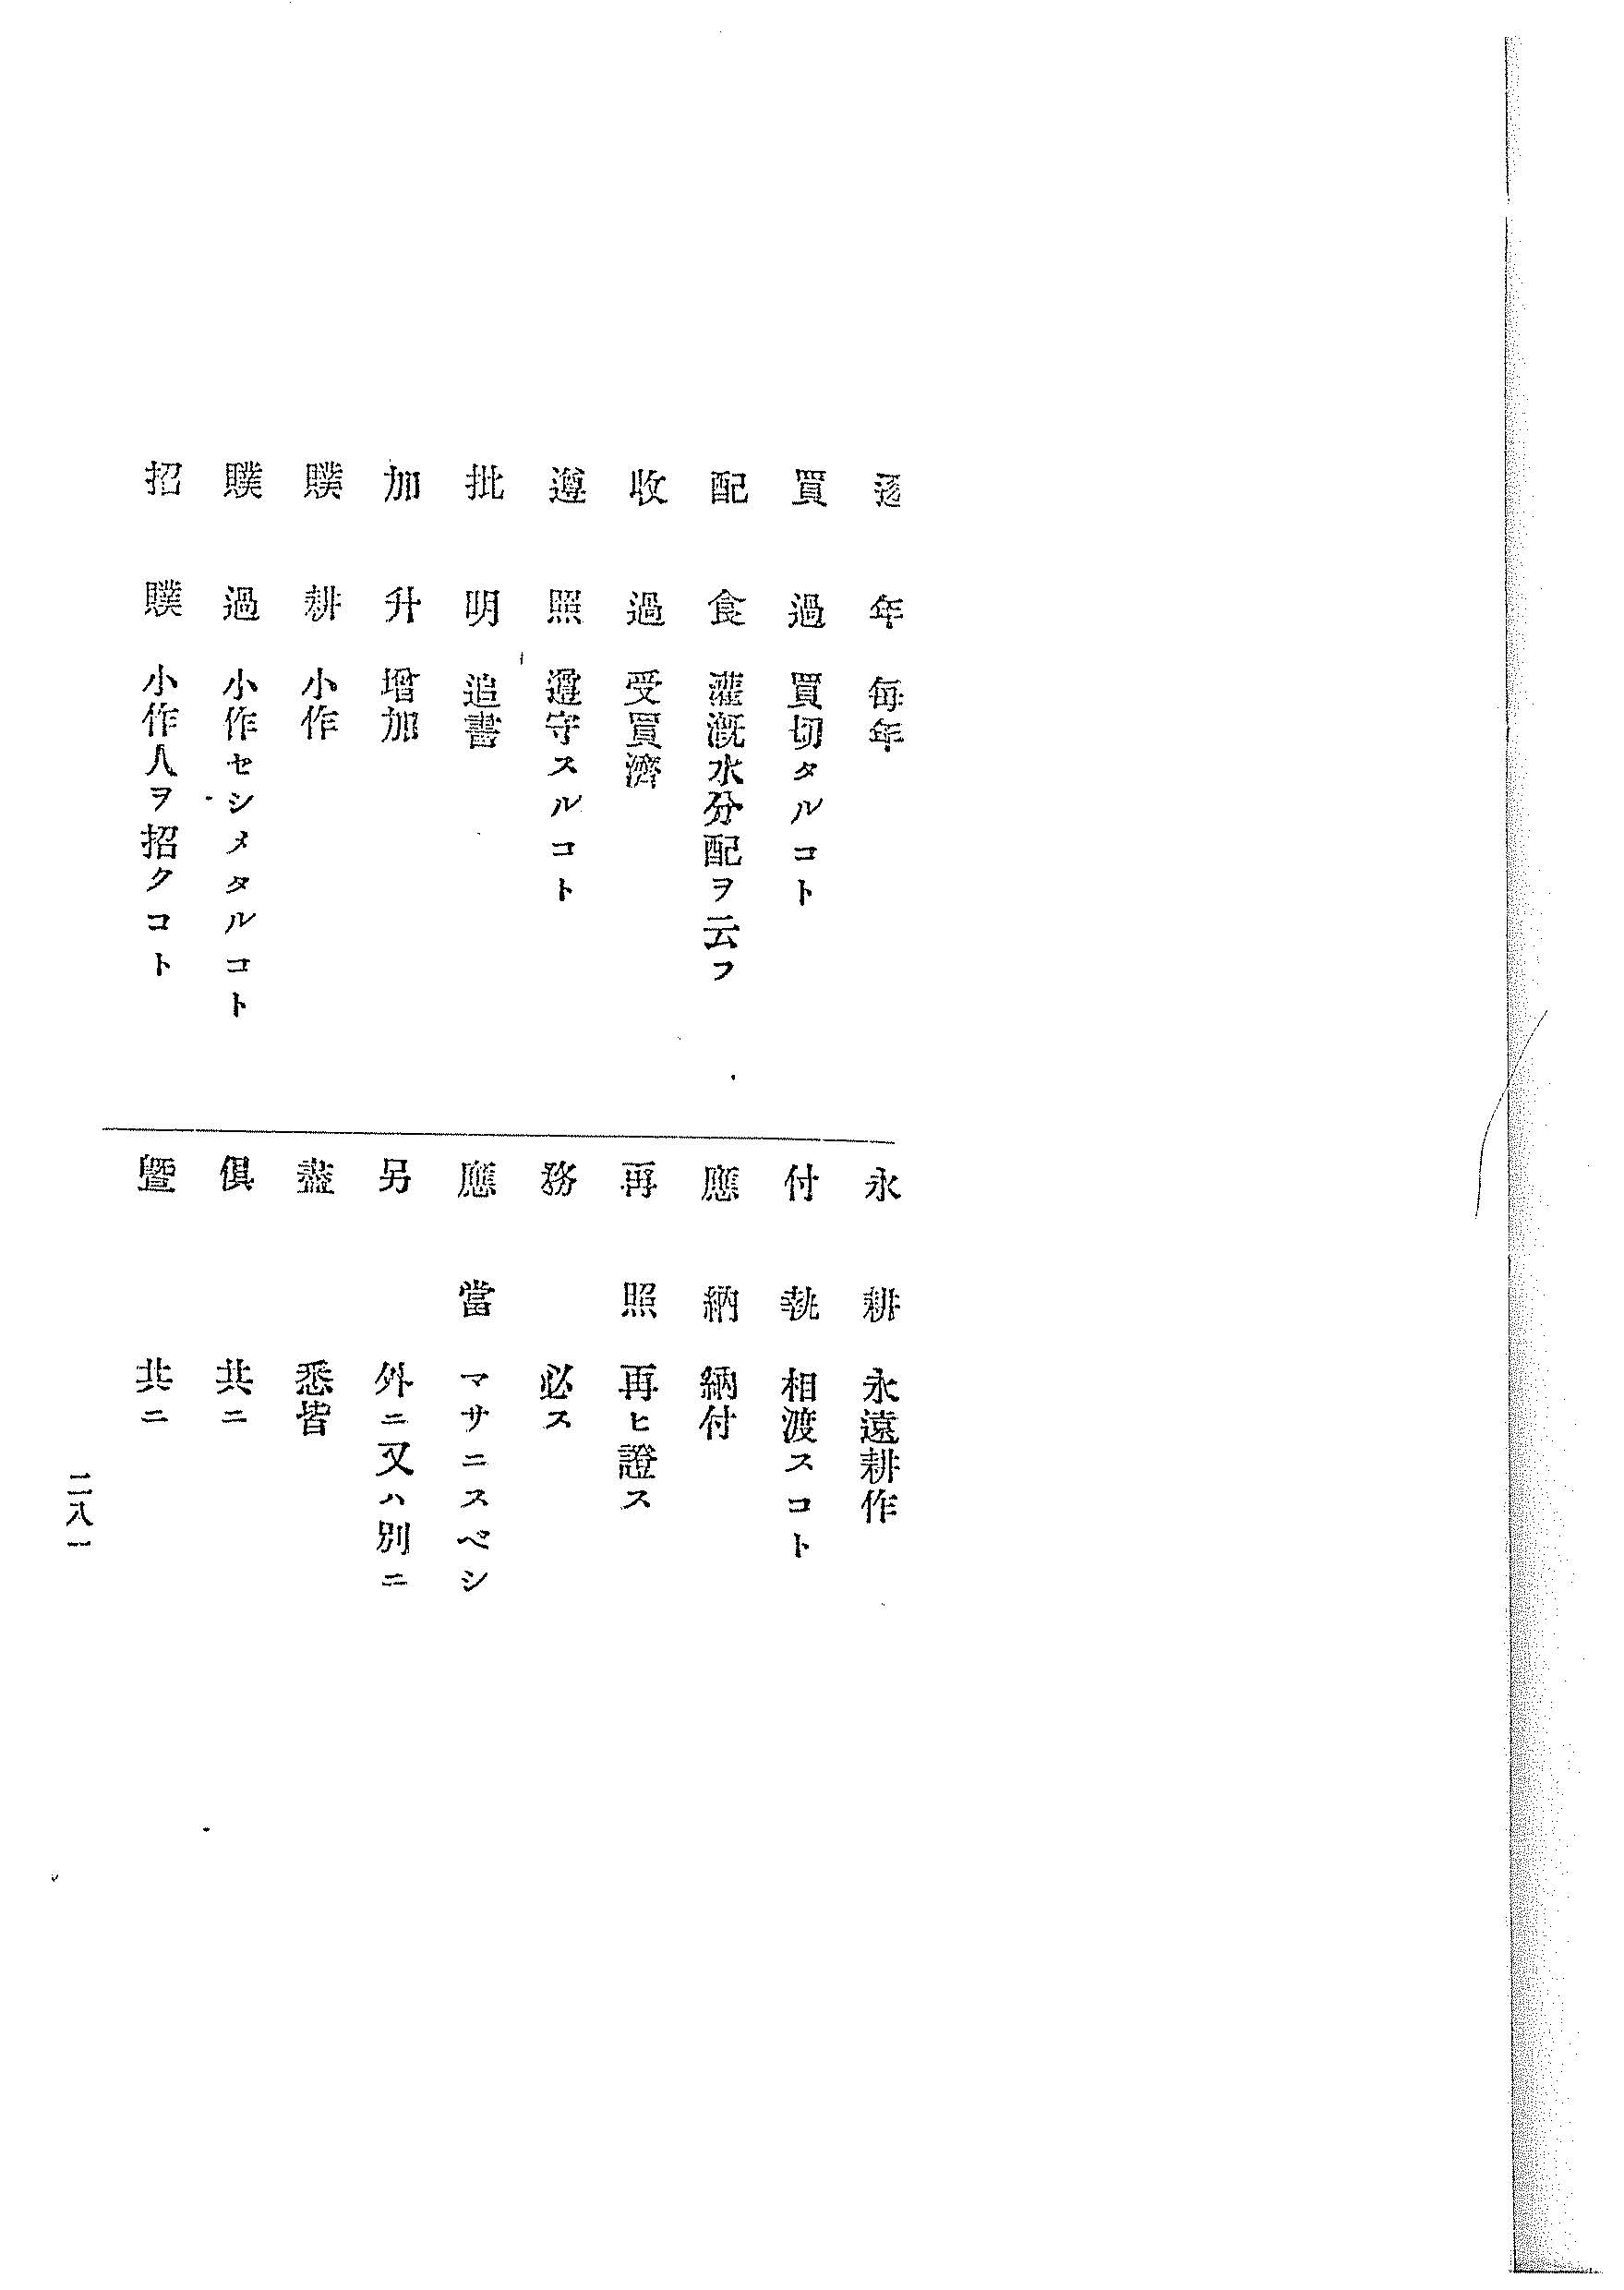 逐年 毎年
買過 買切タルコト
配食 灌漑水分配ヲ云フ
收過 受買濟
遵照 遵守スルコト
批明 追書
加升 增加
贌耕 小作
贌過 小作セシメタルコト
招贌 小作人ヲ招クコト
永耕 永遠耕作
付執 相渡スコト
應納 納付
再照 再ヒ證ス
務 必ス
應當 マサニスベシ
另 外ニ又ハ別ニ
盡 悉皆
俱 共ニ
曁 共ニ
二八一